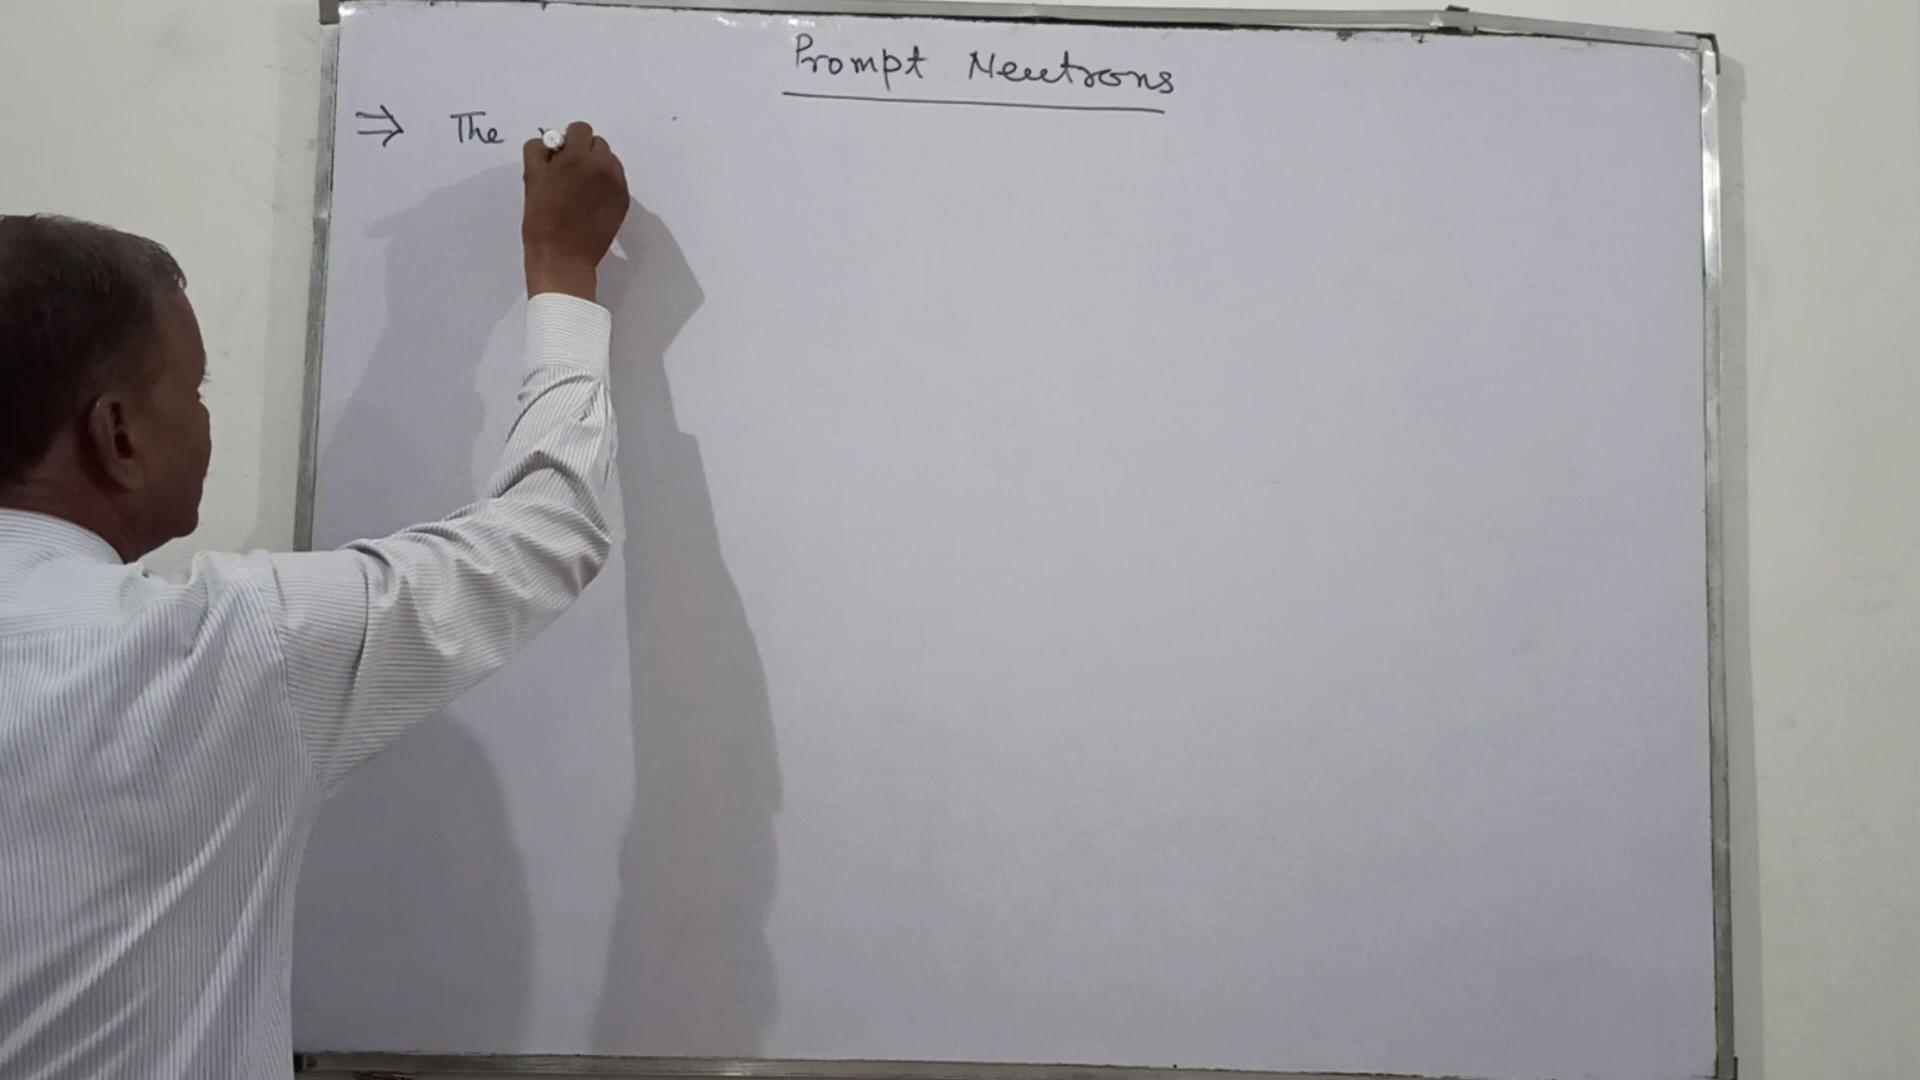 Prompt Neutrons
⇒ The